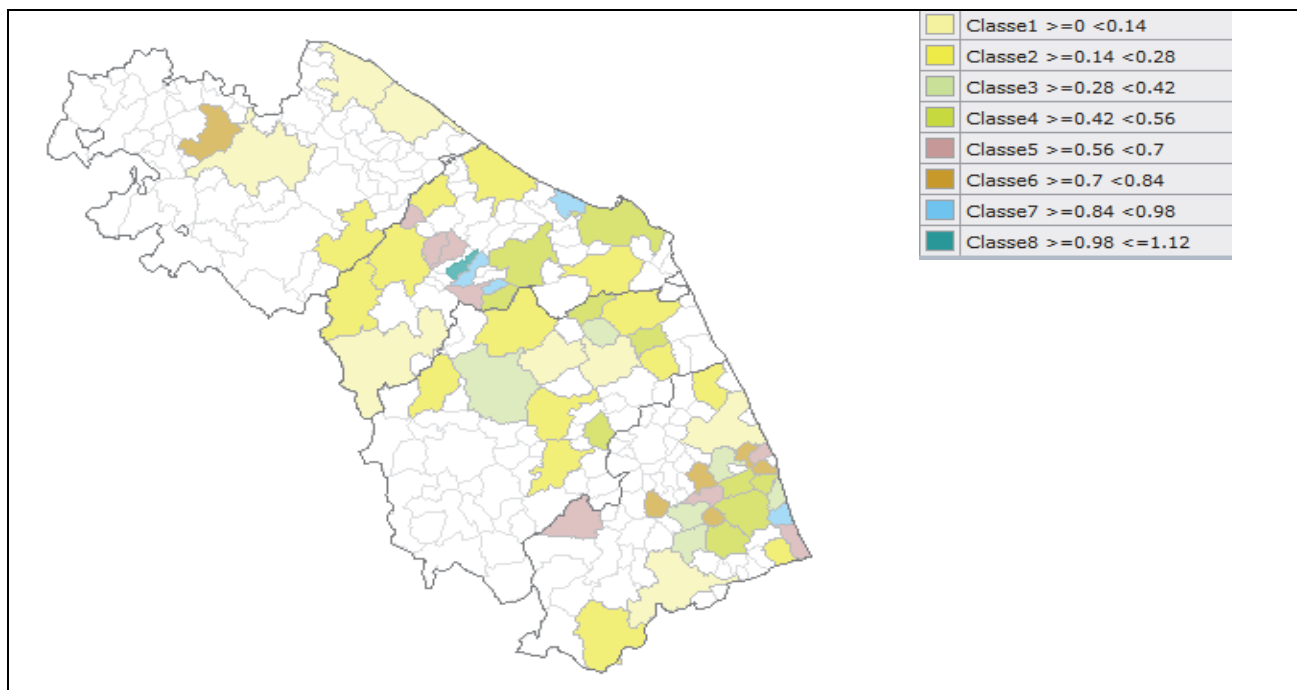 Classe1 >=0 <0.14
Classe2 >=0.14 <0.28
Classe3 >=0.28 <0.42
Classe4 >=0.42 <0.56
Classe5 >=0.56 <0.7
Classe6 >=0.7 <0.84
Classe7 >=0.84 <0.98
Classe8 >=0.98 <=1.12